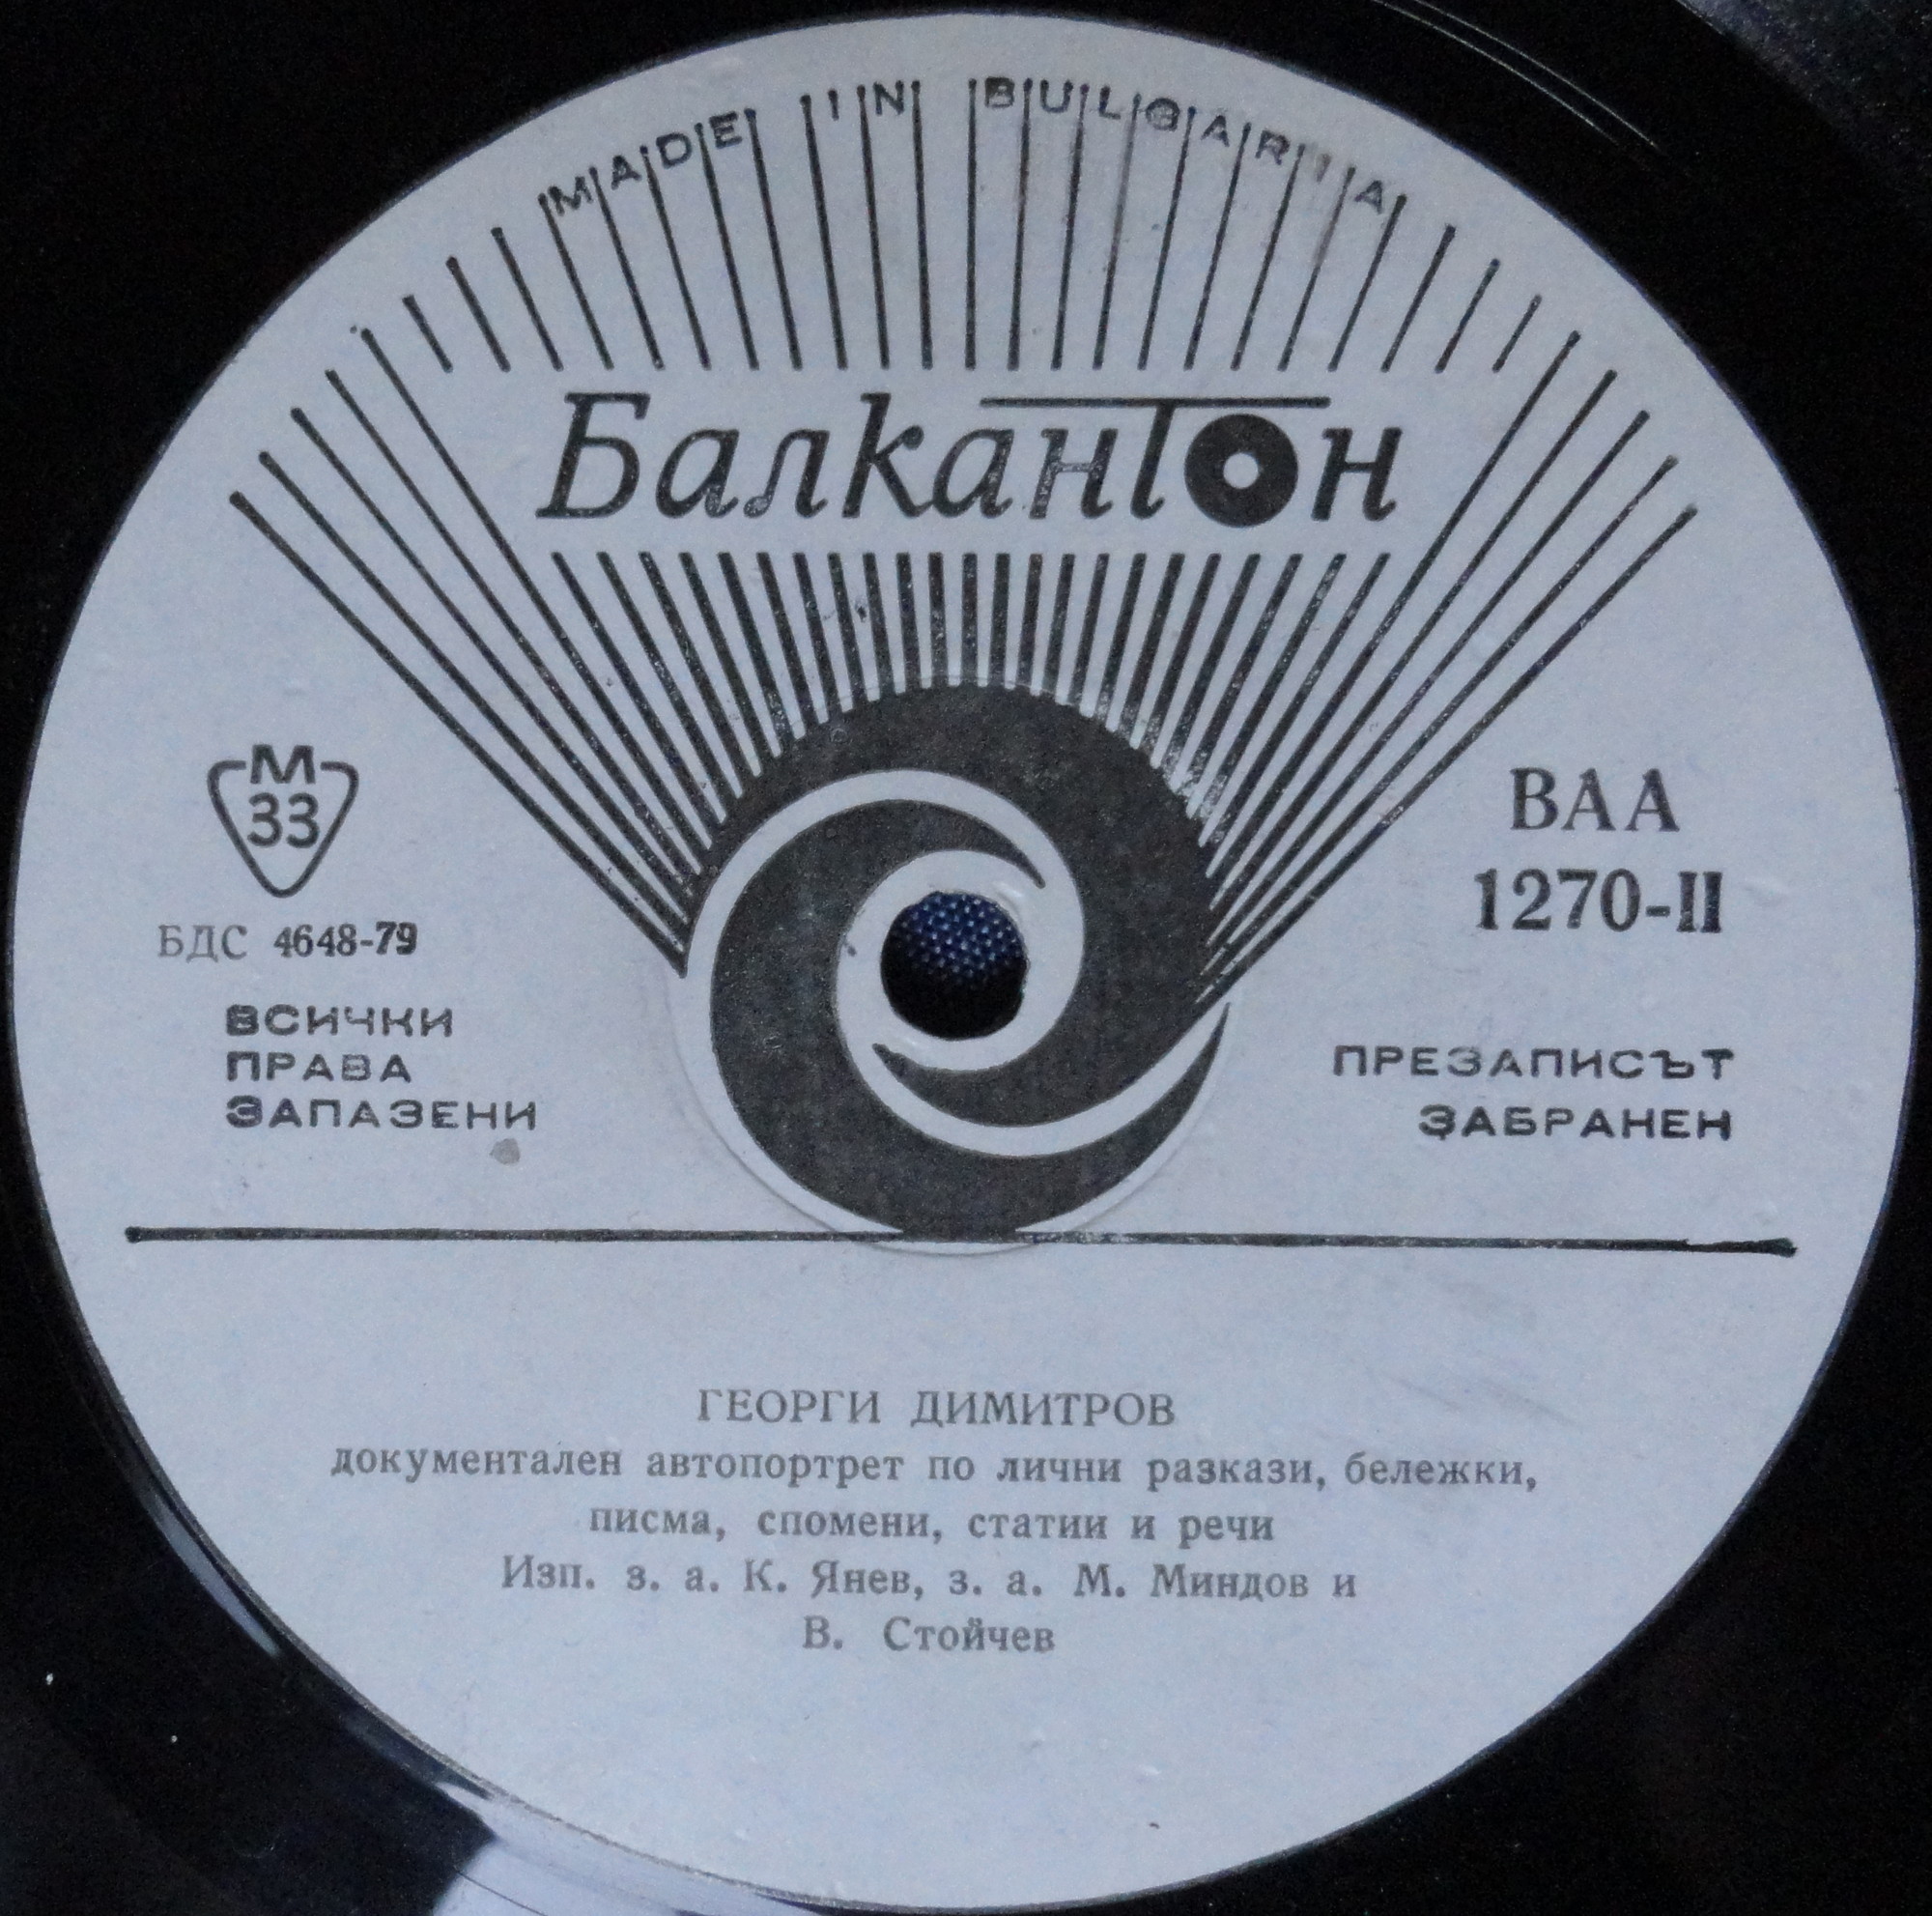 MADE IN BULGARIA
Балкантон
М
33
БДС 4648-79
ВСИЧКИ
ПРАВА
ЗАПАЗЕНИ
ВАА
1270-II
ПРЕЗАПИСЪТ
ЗАБРАНЕН
ГЕОРГИ ДИМИТРОВ
документален автопортрет по лични разкази, бележки,
писма, спомени, статии и речи
Изп. з. а. К. Янев, з. а. М. Миндов и
В. Стойчев